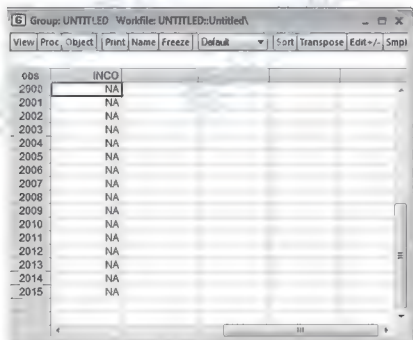 G Group: UNTITLED Workfile: UNTITLED::Untitled\
View Proc Object Print Name Freeze Default Sort Transpose Edit+/- Smpl
obs INCO
2000 NA
2001 NA
2002 NA
2003 NA
2004 NA
2005 NA
2006 NA
2007 NA
2008 NA
2009 NA
2010 NA
2011 NA
2012 NA
2013 NA
2014 NA
2015 NA